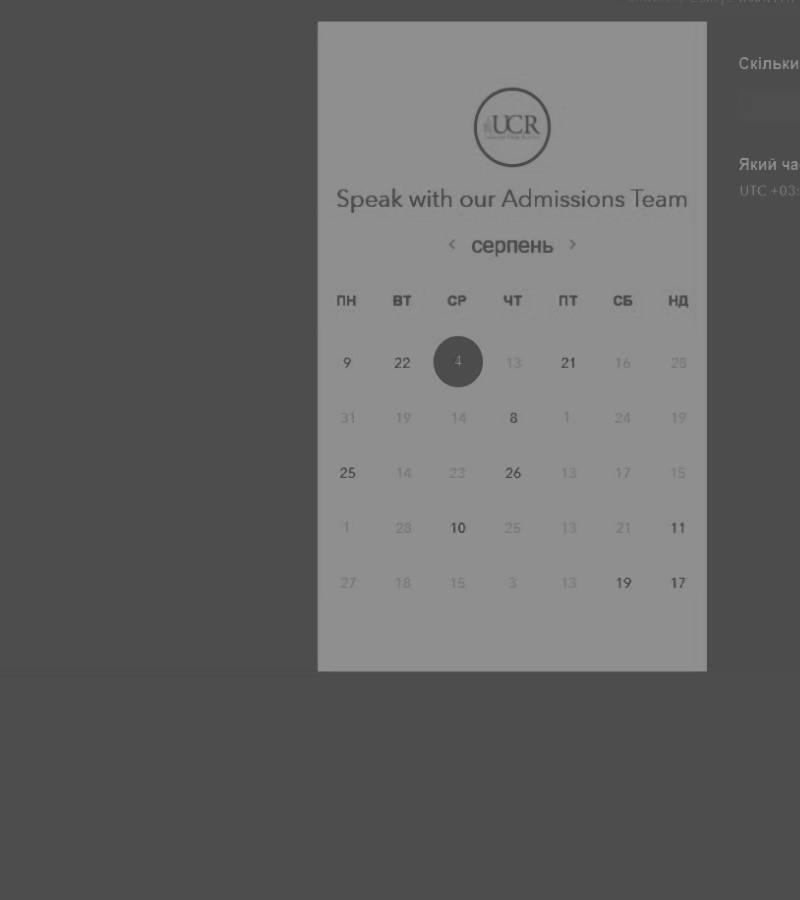 Скільки
UCR
Який ча
UTC +03:
Speak with our Admissions Team
‹ серпень ›
ПН ВТ СР ЧТ ПТ СБ НД
9 22 4 13 21 16 28
31 19 14 8 1 24 19
25 14 23 26 13 17 15
1 28 10 25 13 21 11
27 18 15 3 13 19 17